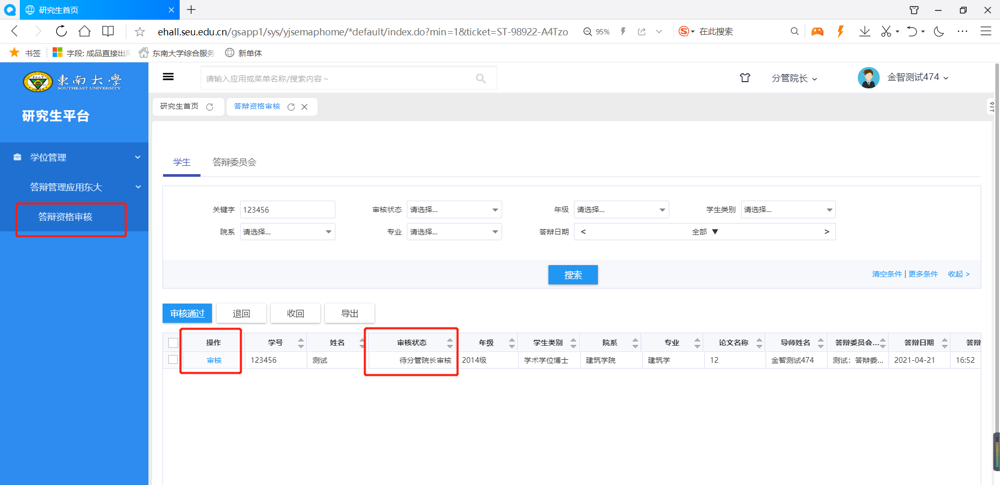 研究生首页
ehall.seu.edu.cn/gsapp1/sys/yjsemaphome/*default/index.do?min=1&ticket=ST-98922-A4Tzo 95% 在此搜索
书签 字段: 成品直接出 东南大学综合服务 新单体
東南大學
SOUTHEAST UNIVERSITY
研究生平台
请输入应用或菜单名称/搜索内容 ~ 分管院长 金智测试474
研究生首页 答辩资格审核
学位管理
答辩管理应用东大
答辩资格审核
学生 答辩委员会
关键字 123456 审核状态 请选择... 年级 请选择... 学生类别 请选择...
院系 请选择... 专业 请选择... 答辩日期 < 全部 ▼ >
搜索 清空条件 | 更多条件 收起 >
审核通过 退回 收回 导出
操作 学号 姓名 审核状态 年级 学生类别 院系 专业 论文名称 导师姓名 答辩委员会... 答辩日期 答辩
审核 123456 测试 待分管院长审核 2014级 学术学位博士 建筑学院 建筑学 12 金智测试474 测试：答辩委... 2021-04-21 16:52